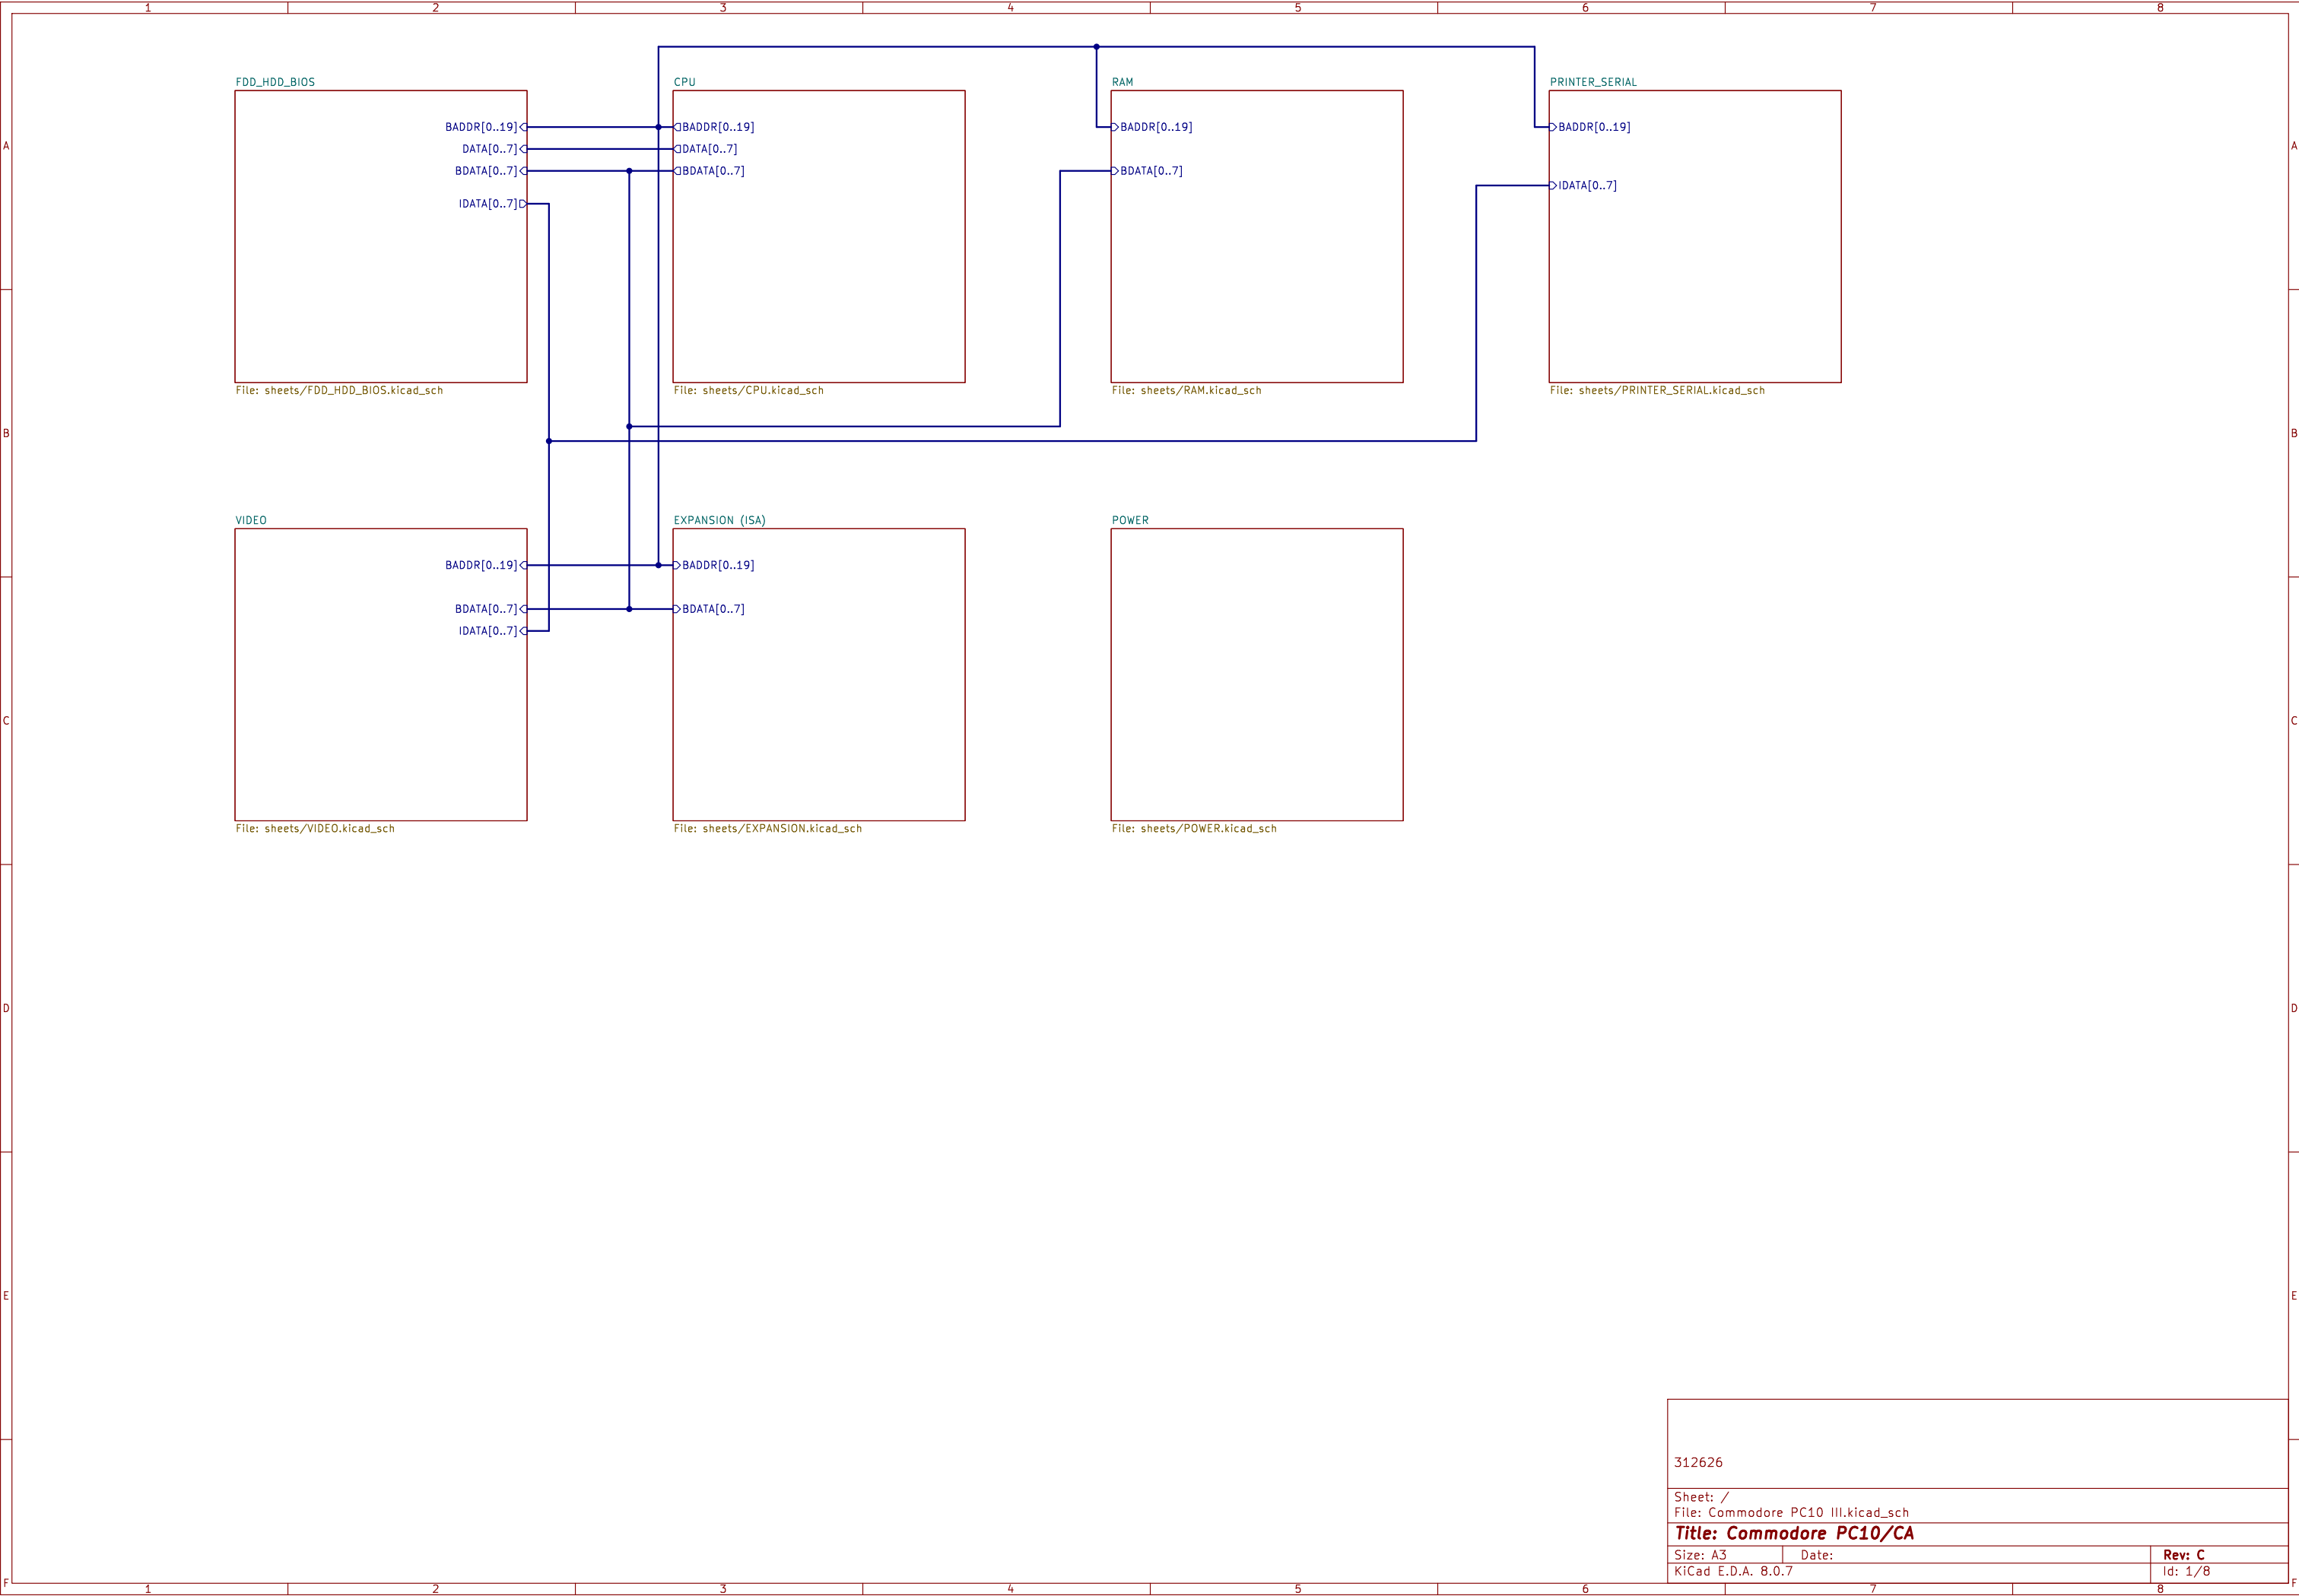 1 2 3 4 5 6 7 8
FDD_HDD_BIOS
BADDR[0..19]
DATA[0..7]
BDATA[0..7]
IDATA[0..7]
File: sheets/FDD_HDD_BIOS.kicad_sch
CPU
BADDR[0..19]
DATA[0..7]
BDATA[0..7]
File: sheets/CPU.kicad_sch
RAM
BADDR[0..19]
BDATA[0..7]
File: sheets/RAM.kicad_sch
PRINTER_SERIAL
BADDR[0..19]
IDATA[0..7]
File: sheets/PRINTER_SERIAL.kicad_sch
A A
B B
VIDEO
BADDR[0..19]
BDATA[0..7]
IDATA[0..7]
File: sheets/VIDEO.kicad_sch
EXPANSION (ISA)
BADDR[0..19]
BDATA[0..7]
File: sheets/EXPANSION.kicad_sch
POWER
File: sheets/POWER.kicad_sch
C C
D D
E E
312626
Sheet: /
File: Commodore PC10 III.kicad_sch
Title: Commodore PC10/CA
Size: A3 Date: Rev: C
KiCad E.D.A. 8.0.7 Id: 1/8
F F
1 2 3 4 5 6 7 8